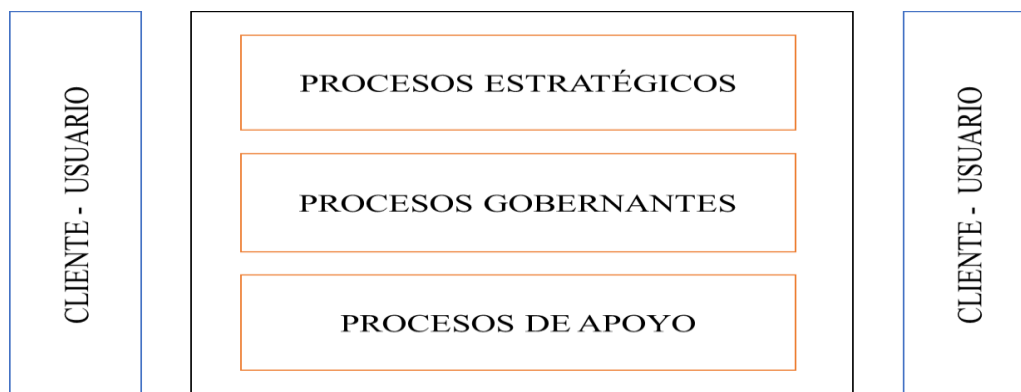 CLIENTE - USUARIO
PROCESOS ESTRATÉGICOS
PROCESOS GOBERNANTES
PROCESOS DE APOYO
CLIENTE - USUARIO